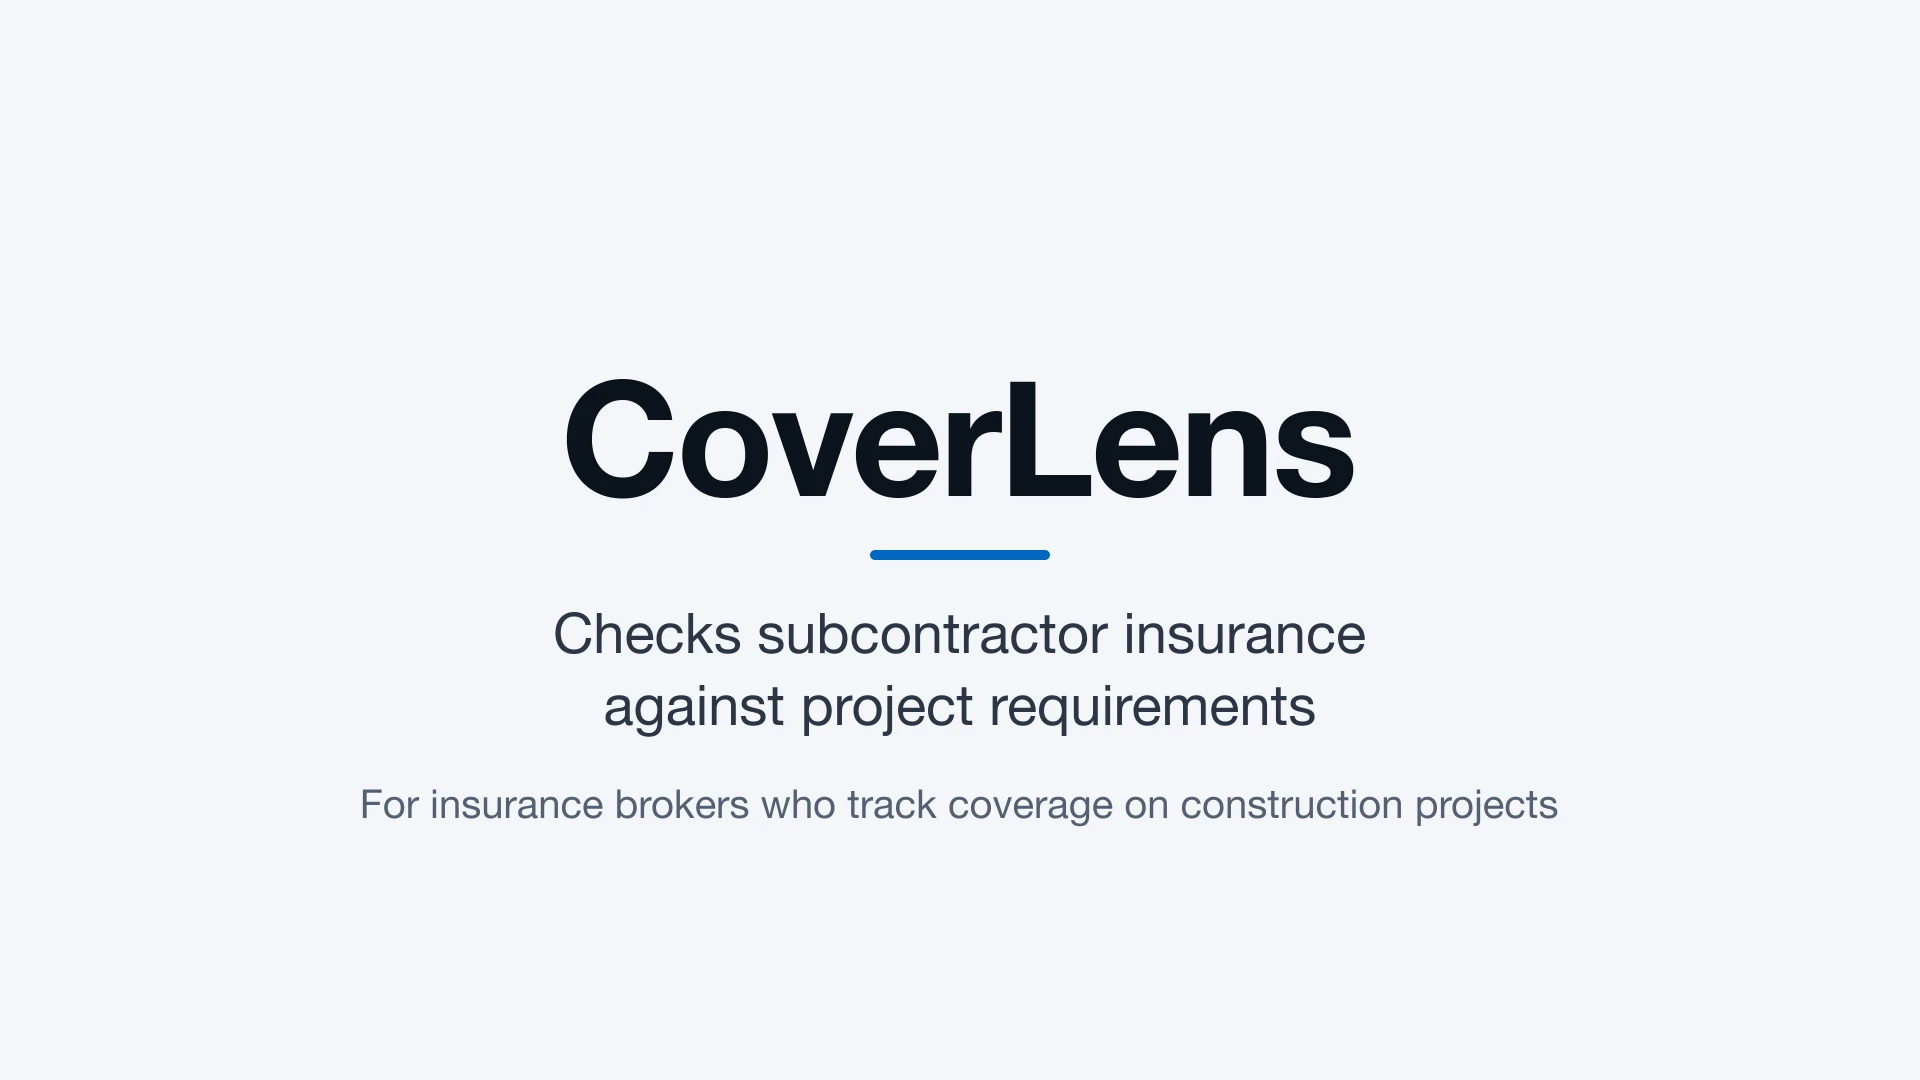 CoverLens
Checks subcontractor insurance
against project requirements
For insurance brokers who track coverage on construction projects